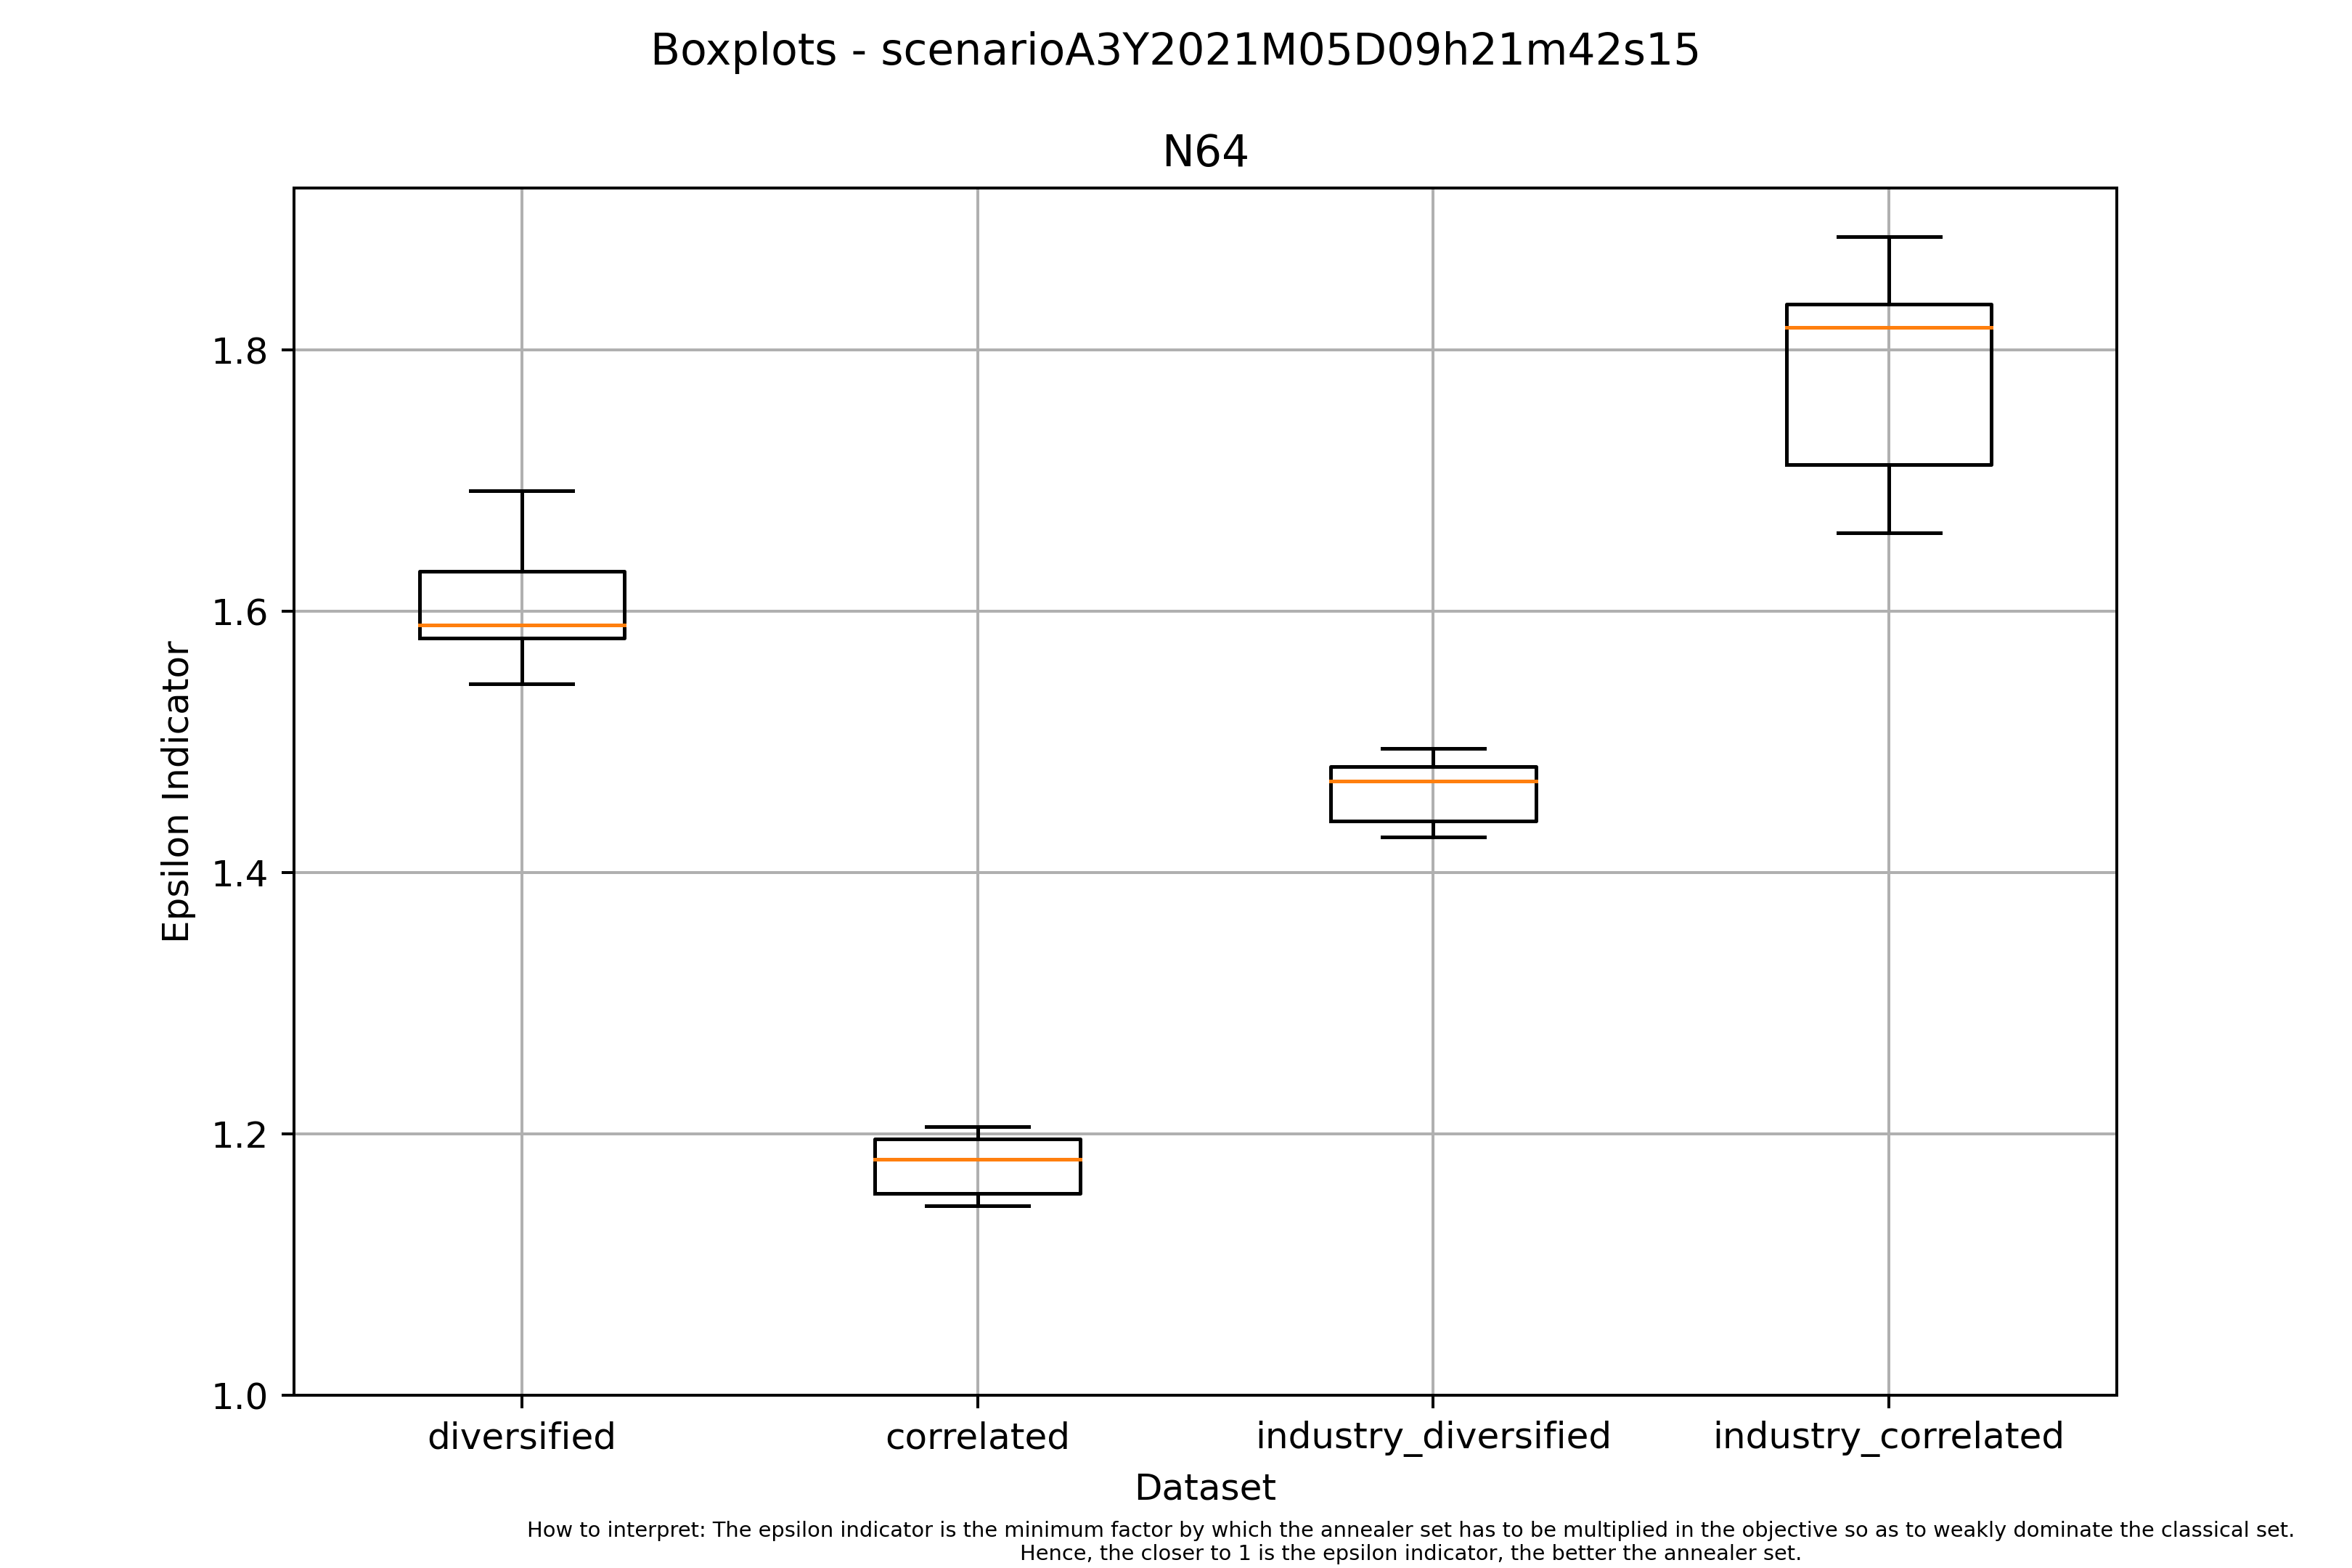 Boxplots - scenarioA3Y2021M05D09h21m42s15
N64
Epsilon Indicator
1.8
1.6
1.4
1.2
1.0
diversified correlated industry_diversified industry_correlated
Dataset
How to interpret: The epsilon indicator is the minimum factor by which the annealer set has to be multiplied in the objective so as to weakly dominate the classical set.
Hence, the closer to 1 is the epsilon indicator, the better the annealer set.